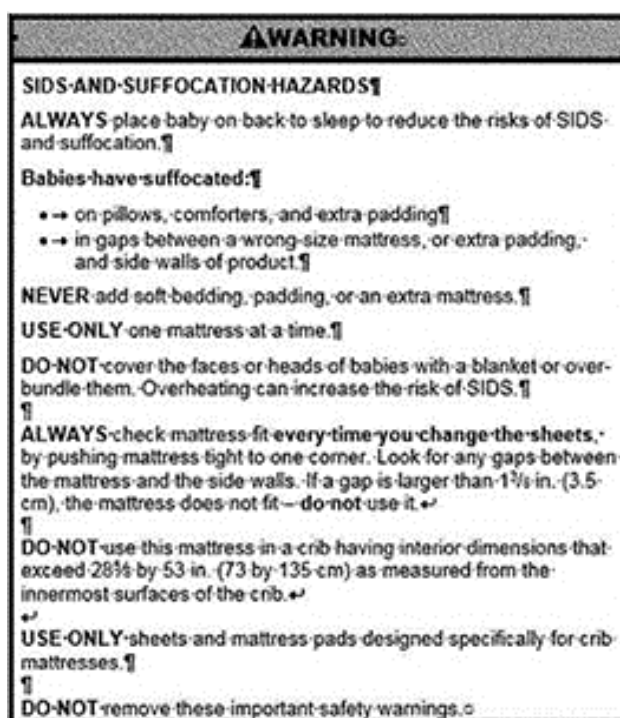 ⚠WARNING
SIDS AND SUFFOCATION HAZARDS¶
ALWAYS place baby on back to sleep to reduce the risks of SIDS
and suffocation.¶
Babies have suffocated:¶
•→ on pillows, comforters, and extra padding¶
•→ in gaps between a wrong-size mattress, or extra padding,
and side walls of product.¶
NEVER add soft bedding, padding, or an extra mattress.¶
USE ONLY one mattress at a time.¶
DO NOT cover the faces or heads of babies with a blanket or over-
bundle them. Overheating can increase the risk of SIDS.¶
¶
ALWAYS check mattress fit every time you change the sheets,
by pushing mattress tight to one corner. Look for any gaps between
the mattress and the side walls. If a gap is larger than 1³/₈ in. (3.5
cm), the mattress does not fit – do not use it.↵
¶
DO NOT use this mattress in a crib having interior dimensions that
exceed 28⅝ by 53 in. (73 by 135 cm) as measured from the
innermost surfaces of the crib.↵
↵
USE ONLY sheets and mattress pads designed specifically for crib
mattresses.¶
¶
DO NOT remove these important safety warnings.¤